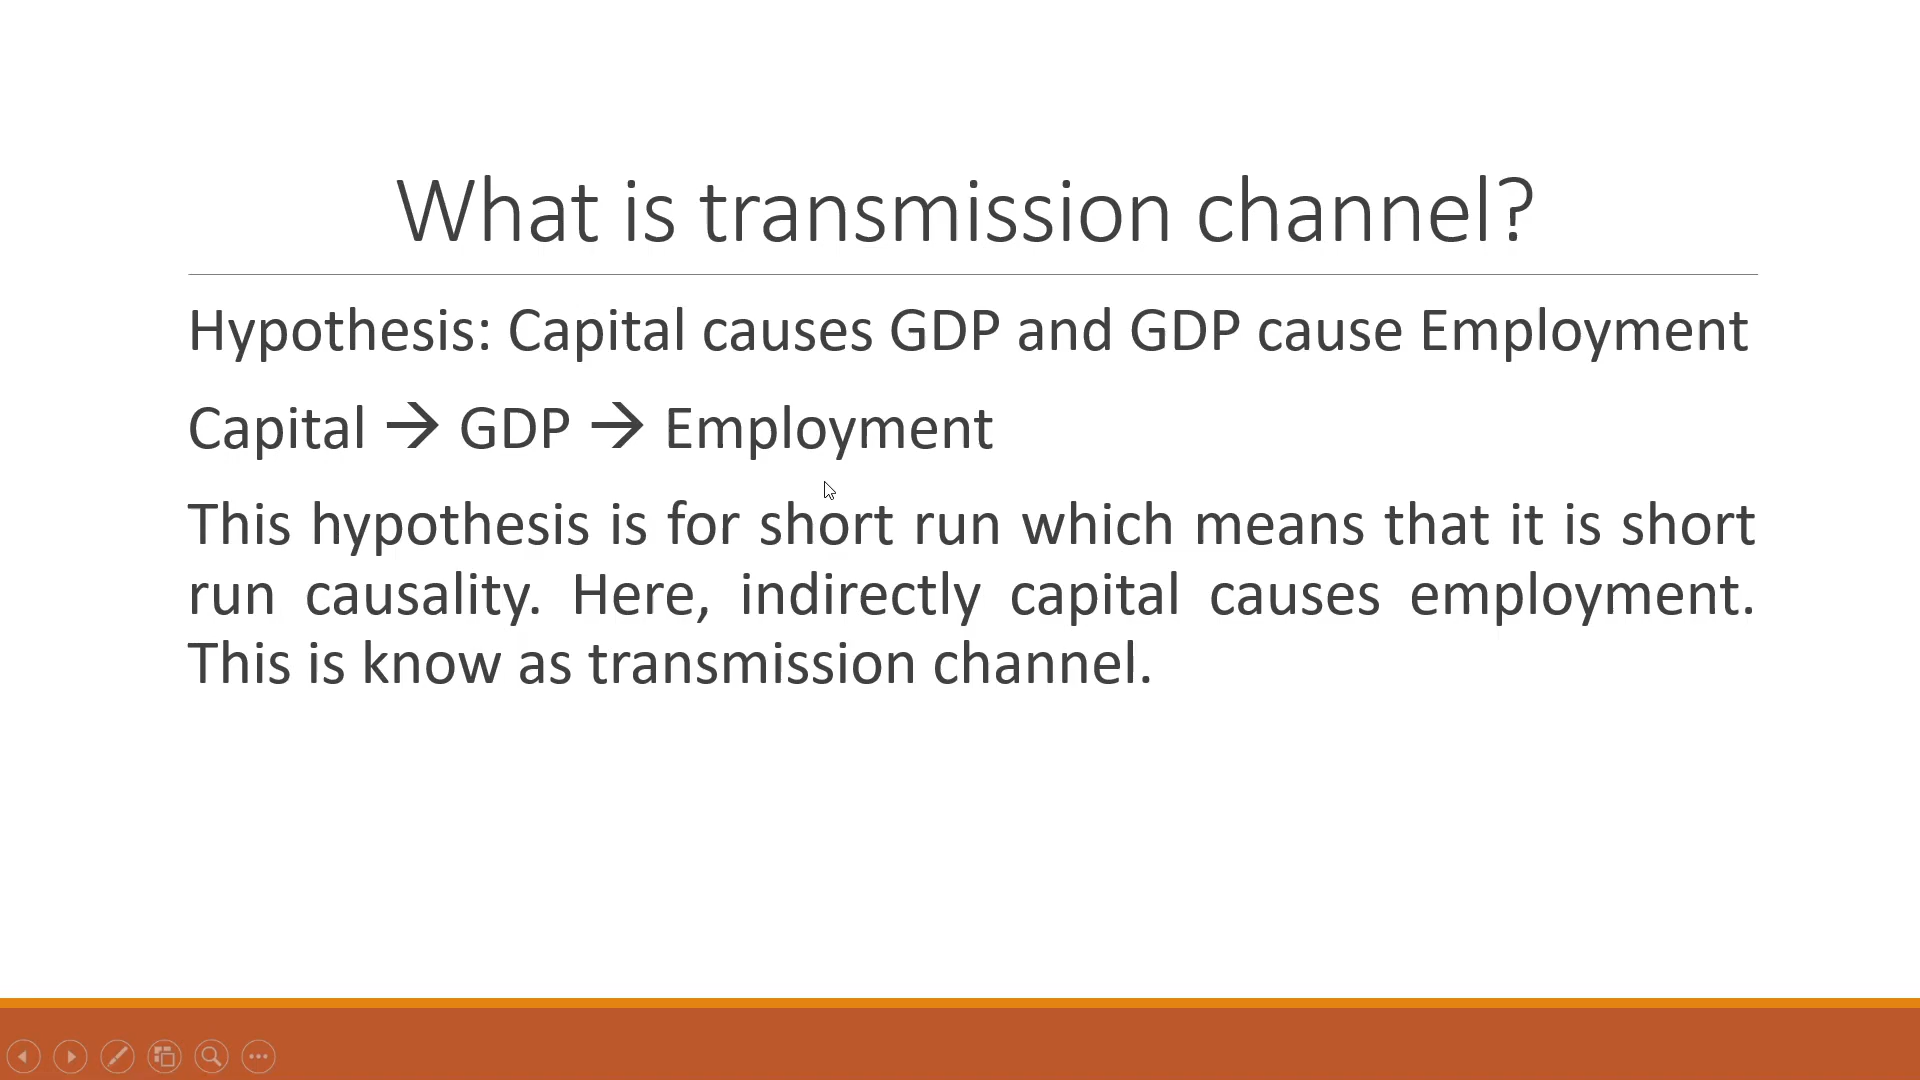 What is transmission channel?
Hypothesis: Capital causes GDP and GDP cause Employment
Capital → GDP → Employment
This hypothesis is for short run which means that it is short
run causality. Here, indirectly capital causes employment.
This is know as transmission channel.